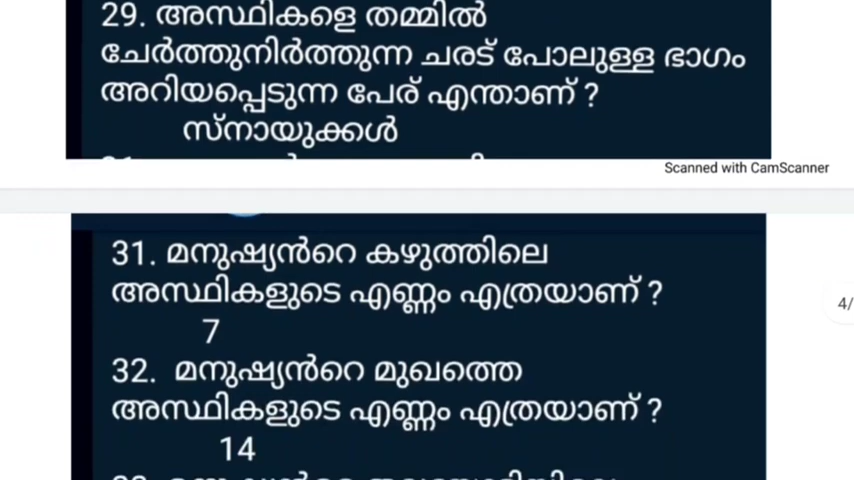 29. അസ്ഥികളെ തമ്മിൽ
ചേർത്തുനിർത്തുന്ന ചരട് പോലുള്ള ഭാഗം
അറിയപ്പെടുന്ന പേര് എന്താണ് ?
സ്നായുക്കൾ
Scanned with CamScanner
31. മനുഷ്യൻറെ കഴുത്തിലെ
അസ്ഥികളുടെ എണ്ണം എത്രയാണ് ?
4/
7
32. മനുഷ്യൻറെ മുഖത്തെ
അസ്ഥികളുടെ എണ്ണം എത്രയാണ് ?
14